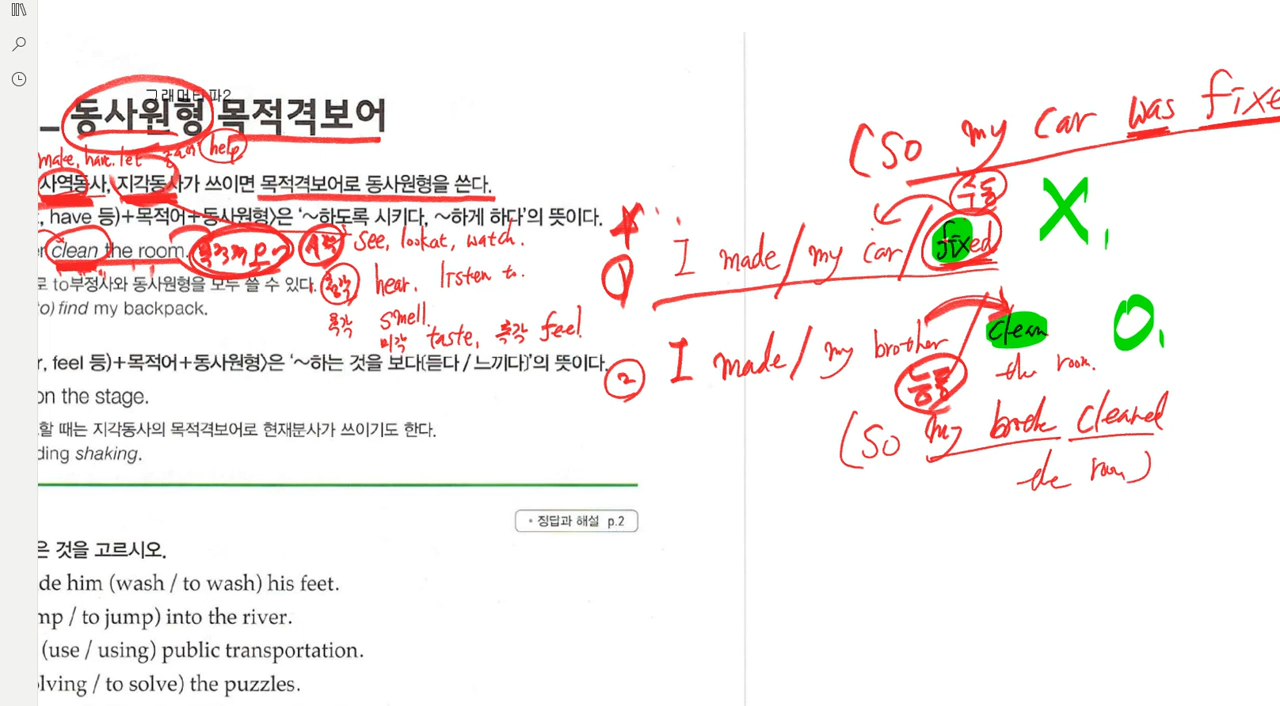 그래머타파2
동사원형 목적격보어
make, have. let 준사역 help
사역동사, 지각동사가 쓰이면 목적격보어로 동사원형을 쓴다.
, have 등)+목적어+동사원형〉은 '~하도록 시키다, ~하게 하다'의 뜻이다.
clean the room. 목적격보어 시각 see, look at, watch.
로 to부정사와 동사원형을 모두 쓸 수 있다. 청각 hear. listen to.
to) find my backpack.
후각 smell.
미각 taste, 촉각 feel
r, feel 등)+목적어+동사원형〉은 '~하는 것을 보다(듣다/느끼다)'의 뜻이다.
on the stage.
할 때는 지각동사의 목적격보어로 현재분사가 쓰이기도 한다.
ding shaking.
• 정답과 해설 p.2
은 것을 고르시오.
de him (wash / to wash) his feet.
mp / to jump) into the river.
(use / using) public transportation.
lving / to solve) the puzzles.
(So my car was fixe
수동
X,
① I made / my car / fixed
② I made / my brother clean
O,
the room.
능동
(So my broth cleaned
the room)